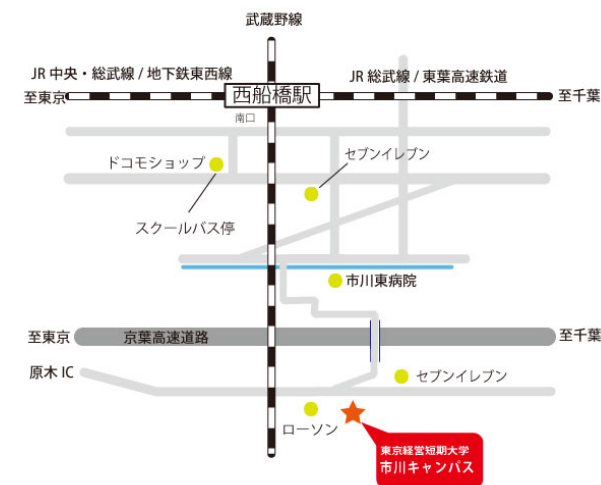 武蔵野線
JR 中央・総武線 / 地下鉄東西線
JR 総武線 / 東葉高速鉄道
至東京
西船橋駅
至千葉
南口
ドコモショップ
セブンイレブン
スクールバス停
市川東病院
至東京
京葉高速道路
至千葉
原木 IC
セブンイレブン
ローソン
東京経営短期大学
市川キャンパス